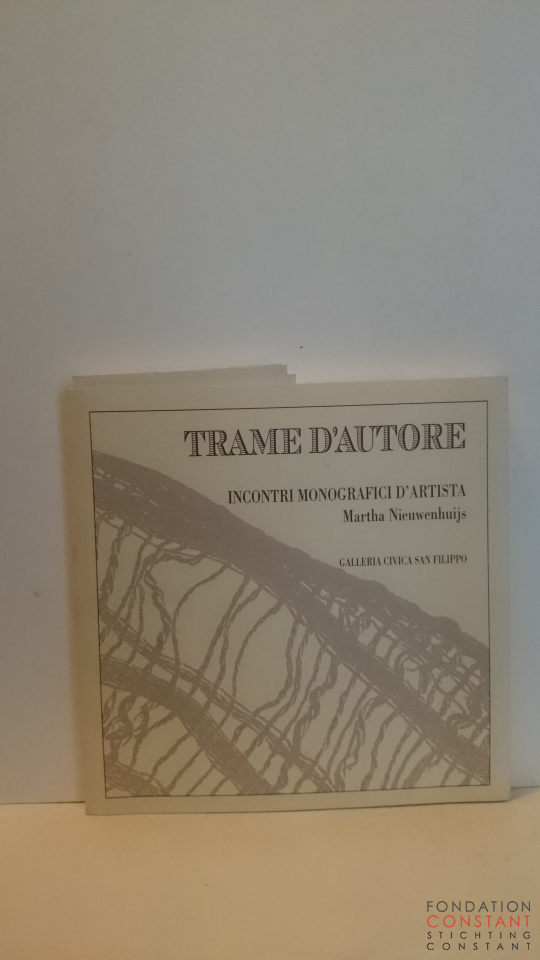 TRAME D'AUTORE
INCONTRI MONOGRAFICI D'ARTISTA
Martha Nieuwenhuijs
GALLERIA CIVICA SAN FILIPPO
FONDATION
CONSTANT
STICHTING
CONSTANT